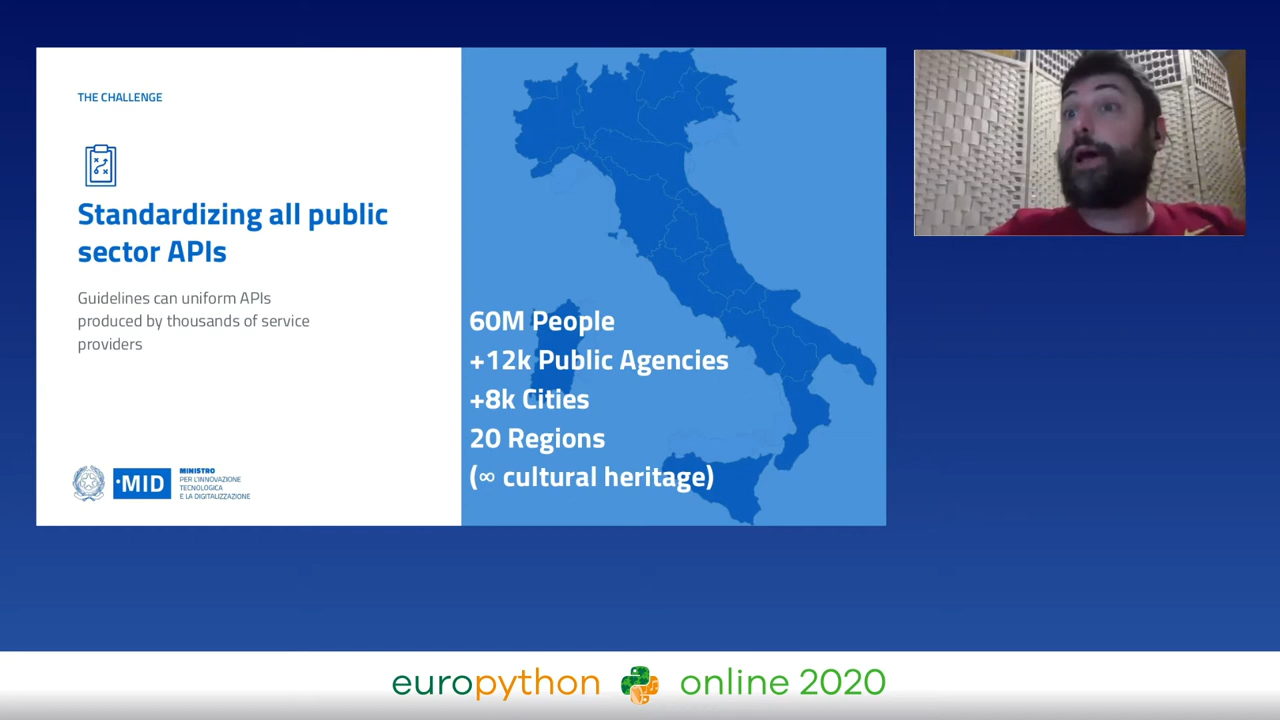 THE CHALLENGE
Standardizing all public
sector APIs
Guidelines can uniform APIs
produced by thousands of service
providers
•MID
MINISTRO
PER L'INNOVAZIONE
TECNOLOGICA
E LA DIGITALIZZAZIONE
60M People
+12k Public Agencies
+8k Cities
20 Regions
(∞ cultural heritage)
europython online 2020